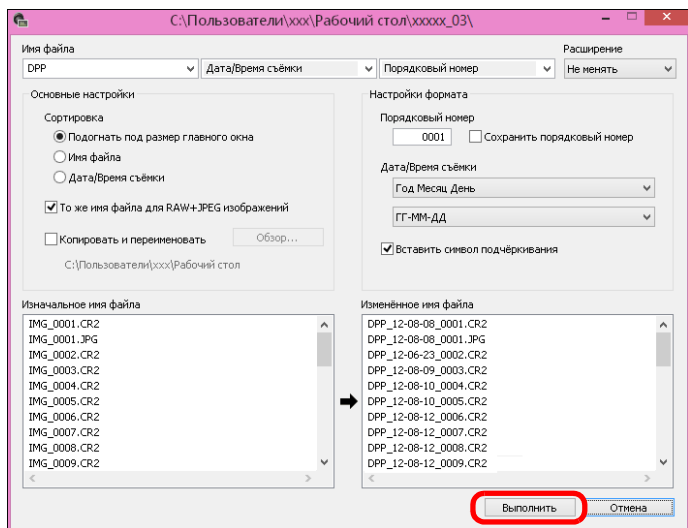 C:\Пользователи\xxx\Рабочий стол\xxxxx_03\
Имя файла
Расширение
DPP Дата/Время съёмки Порядковый номер Не менять
Основные настройки
Сортировка
Подогнать под размер главного окна
Имя файла
Дата/Время съёмки
То же имя файла для RAW+JPEG изображений
Копировать и переименовать Обзор...
C:\Пользователи\xxx\Рабочий стол
Настройки формата
Порядковый номер
0001 Сохранить порядковый номер
Дата/Время съёмки
Год Месяц День
ГГ-ММ-ДД
Вставить символ подчёркивания
Изначальное имя файла
IMG_0001.CR2
IMG_0001.JPG
IMG_0002.CR2
IMG_0003.CR2
IMG_0004.CR2
IMG_0005.CR2
IMG_0006.CR2
IMG_0007.CR2
IMG_0008.CR2
IMG_0009.CR2
Изменённое имя файла
DPP_12-08-08_0001.CR2
DPP_12-08-08_0001.JPG
DPP_12-06-23_0002.CR2
DPP_12-08-09_0003.CR2
DPP_12-08-10_0004.CR2
DPP_12-08-10_0005.CR2
DPP_12-08-12_0006.CR2
DPP_12-08-12_0007.CR2
DPP_12-08-12_0008.CR2
DPP_12-08-12_0009.CR2
Выполнить Отмена